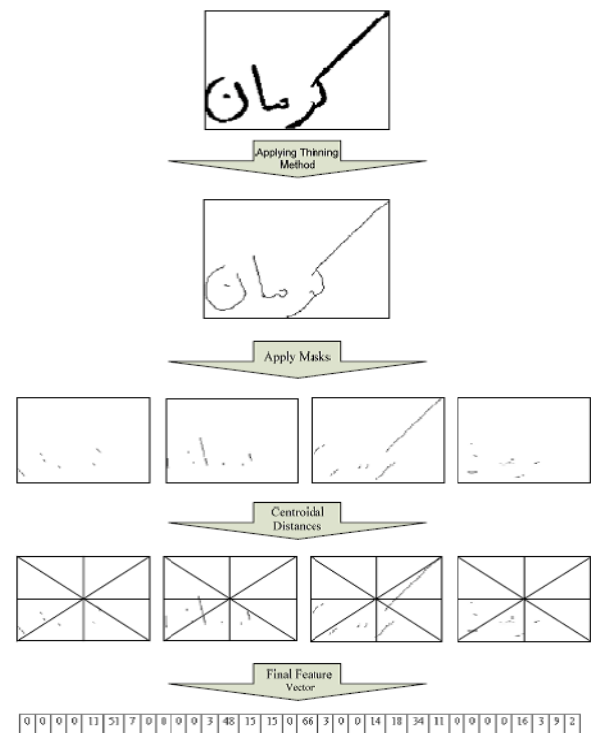 کرمان
Applying Thinning
Method
کرمان
Apply Masks
Centroidal
Distances
Final Feature
Vector
0 0 0 0 11 51 7 0 8 0 0 3 48 15 15 0 66 3 0 0 14 18 34 11 0 0 0 0 16 3 9 2